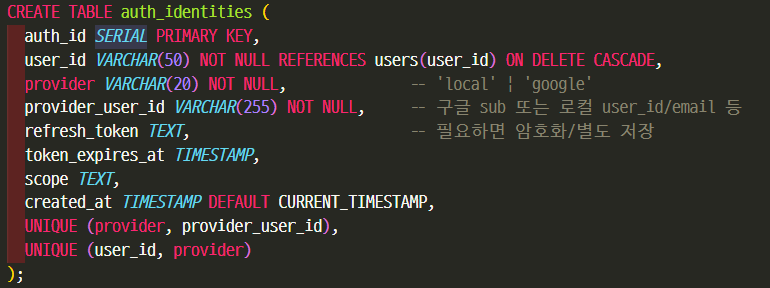 CREATE TABLE auth_identities (
auth_id SERIAL PRIMARY KEY,
user_id VARCHAR(50) NOT NULL REFERENCES users(user_id) ON DELETE CASCADE,
provider VARCHAR(20) NOT NULL, -- 'local' | 'google'
provider_user_id VARCHAR(255) NOT NULL, -- 구글 sub 또는 로컬 user_id/email 등
refresh_token TEXT, -- 필요하면 암호화/별도 저장
token_expires_at TIMESTAMP,
scope TEXT,
created_at TIMESTAMP DEFAULT CURRENT_TIMESTAMP,
UNIQUE (provider, provider_user_id),
UNIQUE (user_id, provider)
);